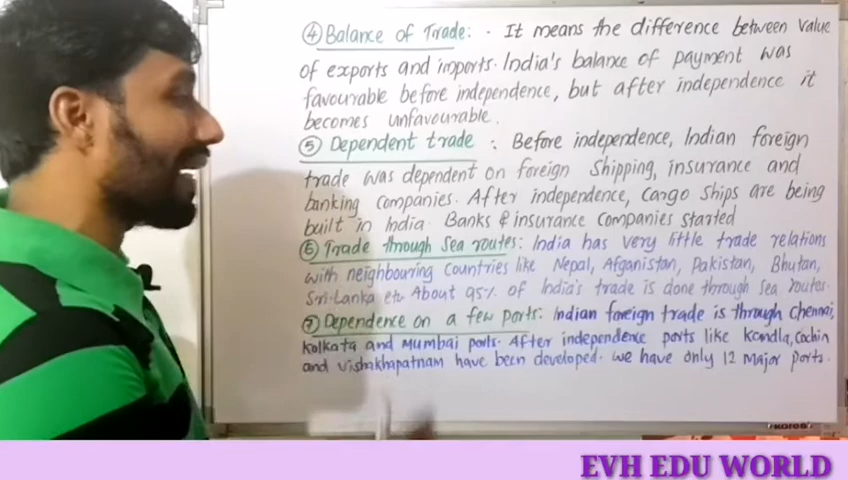 ④ Balance of Trade: - It means the difference between value
of exports and imports. India's balance of payment was
favourable before independence, but after independence it
becomes unfavourable.
⑤ Dependent trade : Before independence, Indian foreign
trade was dependent on foreign shipping, insurance and
banking companies. After independence, cargo ships are being
built in India. Banks & insurance companies started
⑥ Trade through Sea routes: India has very little trade relations
with neighbouring countries like Nepal, Afganistan, Pakistan, Bhutan,
Sri-Lanka etc. About 95% of India's trade is done through sea routes.
⑦ Dependence on a few ports: Indian foreign trade is through Chennai,
Kolkata and Mumbai ports. After independence ports like Kandla, Cochin
and Vishakhapatnam have been developed. We have only 12 Major ports.
Kores
EVH EDU WORLD